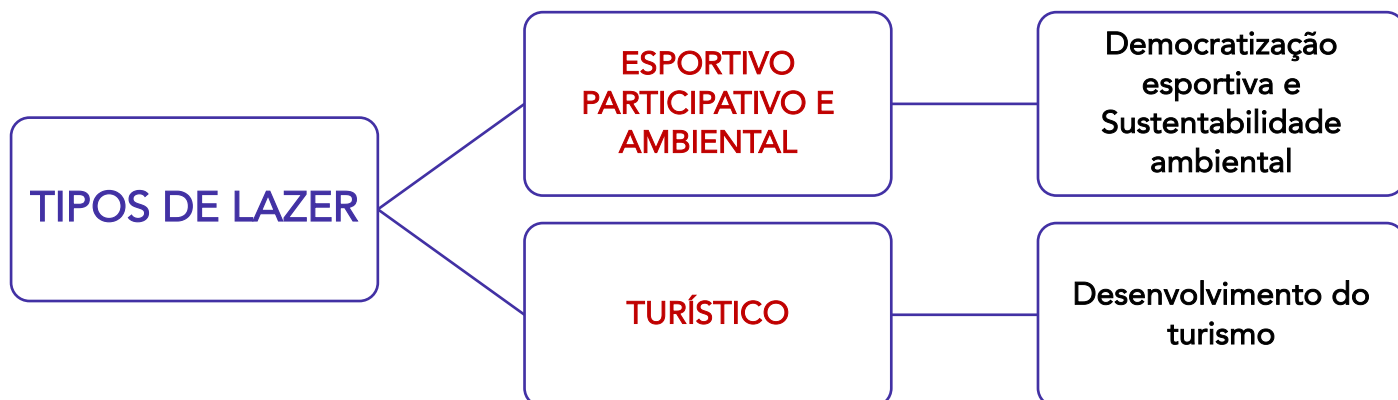 TIPOS DE LAZER
ESPORTIVO
PARTICIPATIVO E
AMBIENTAL
Democratização
esportiva e
Sustentabilidade
ambiental
TURÍSTICO
Desenvolvimento do
turismo